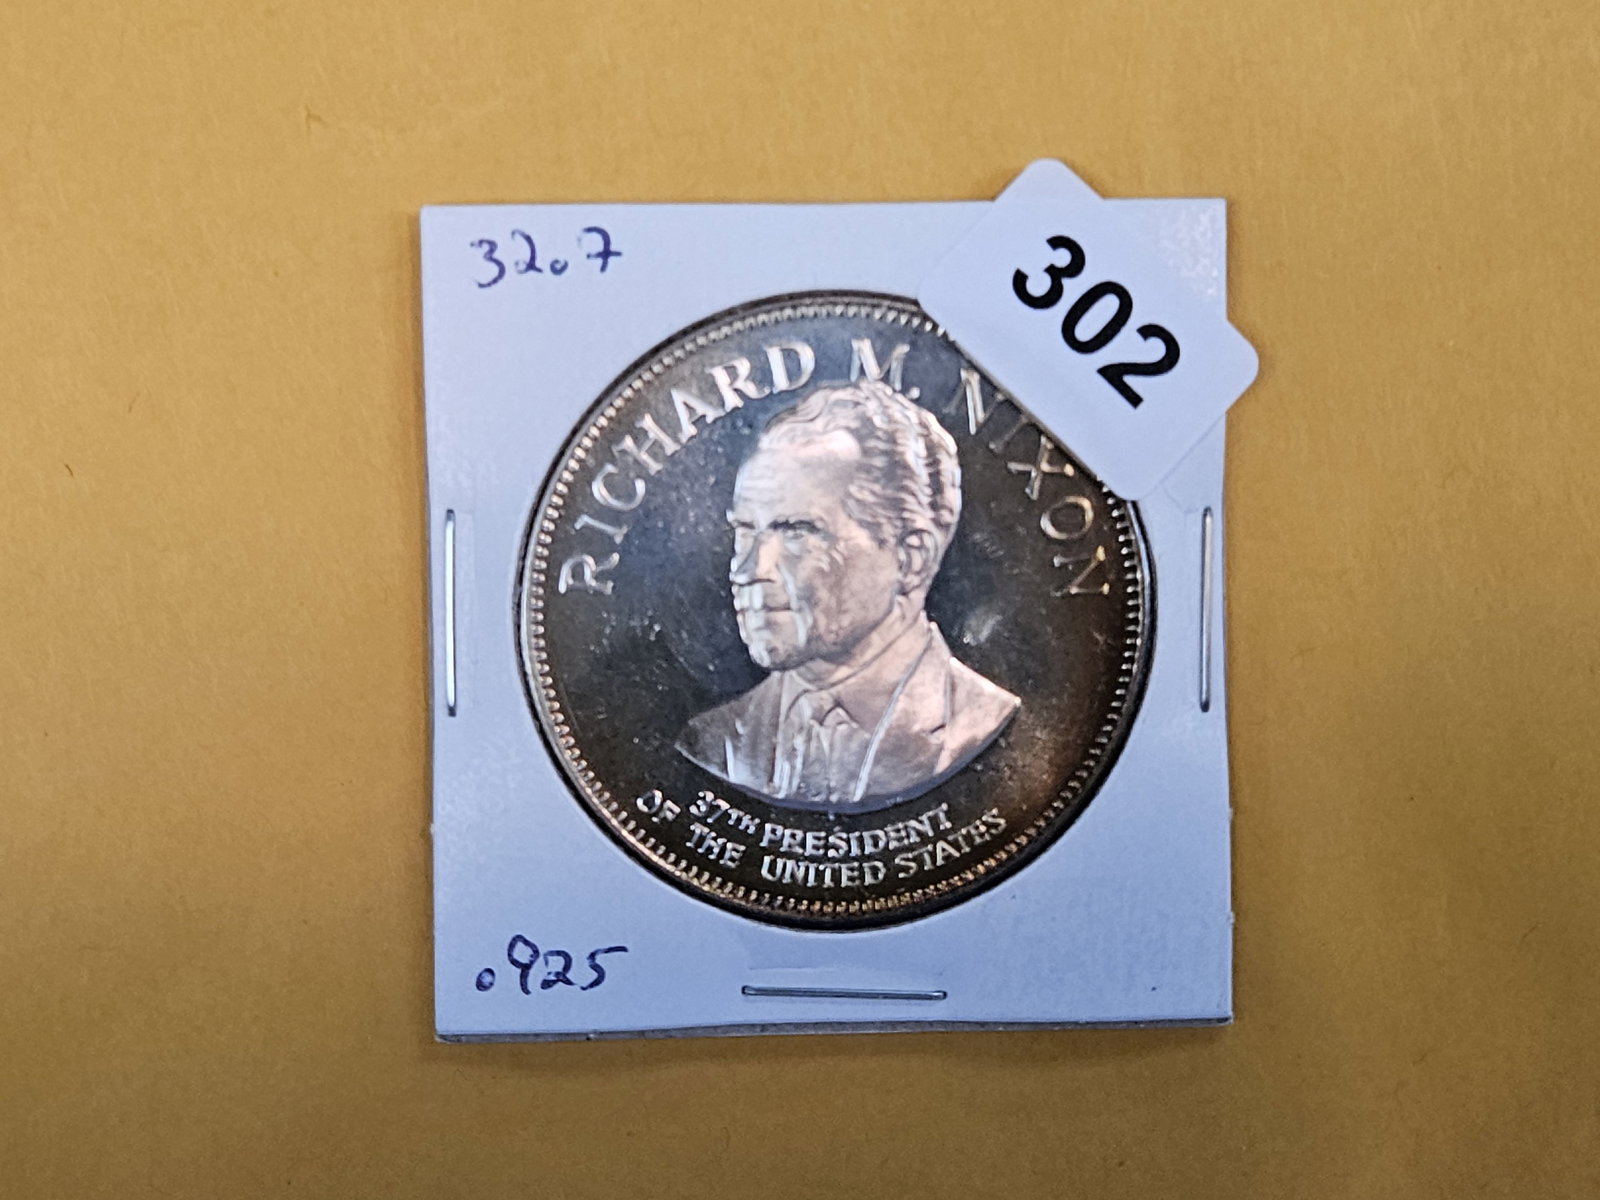 32.7
302
RICHARD M. NIXON
37TH PRESIDENT
OF THE UNITED STATES
.925